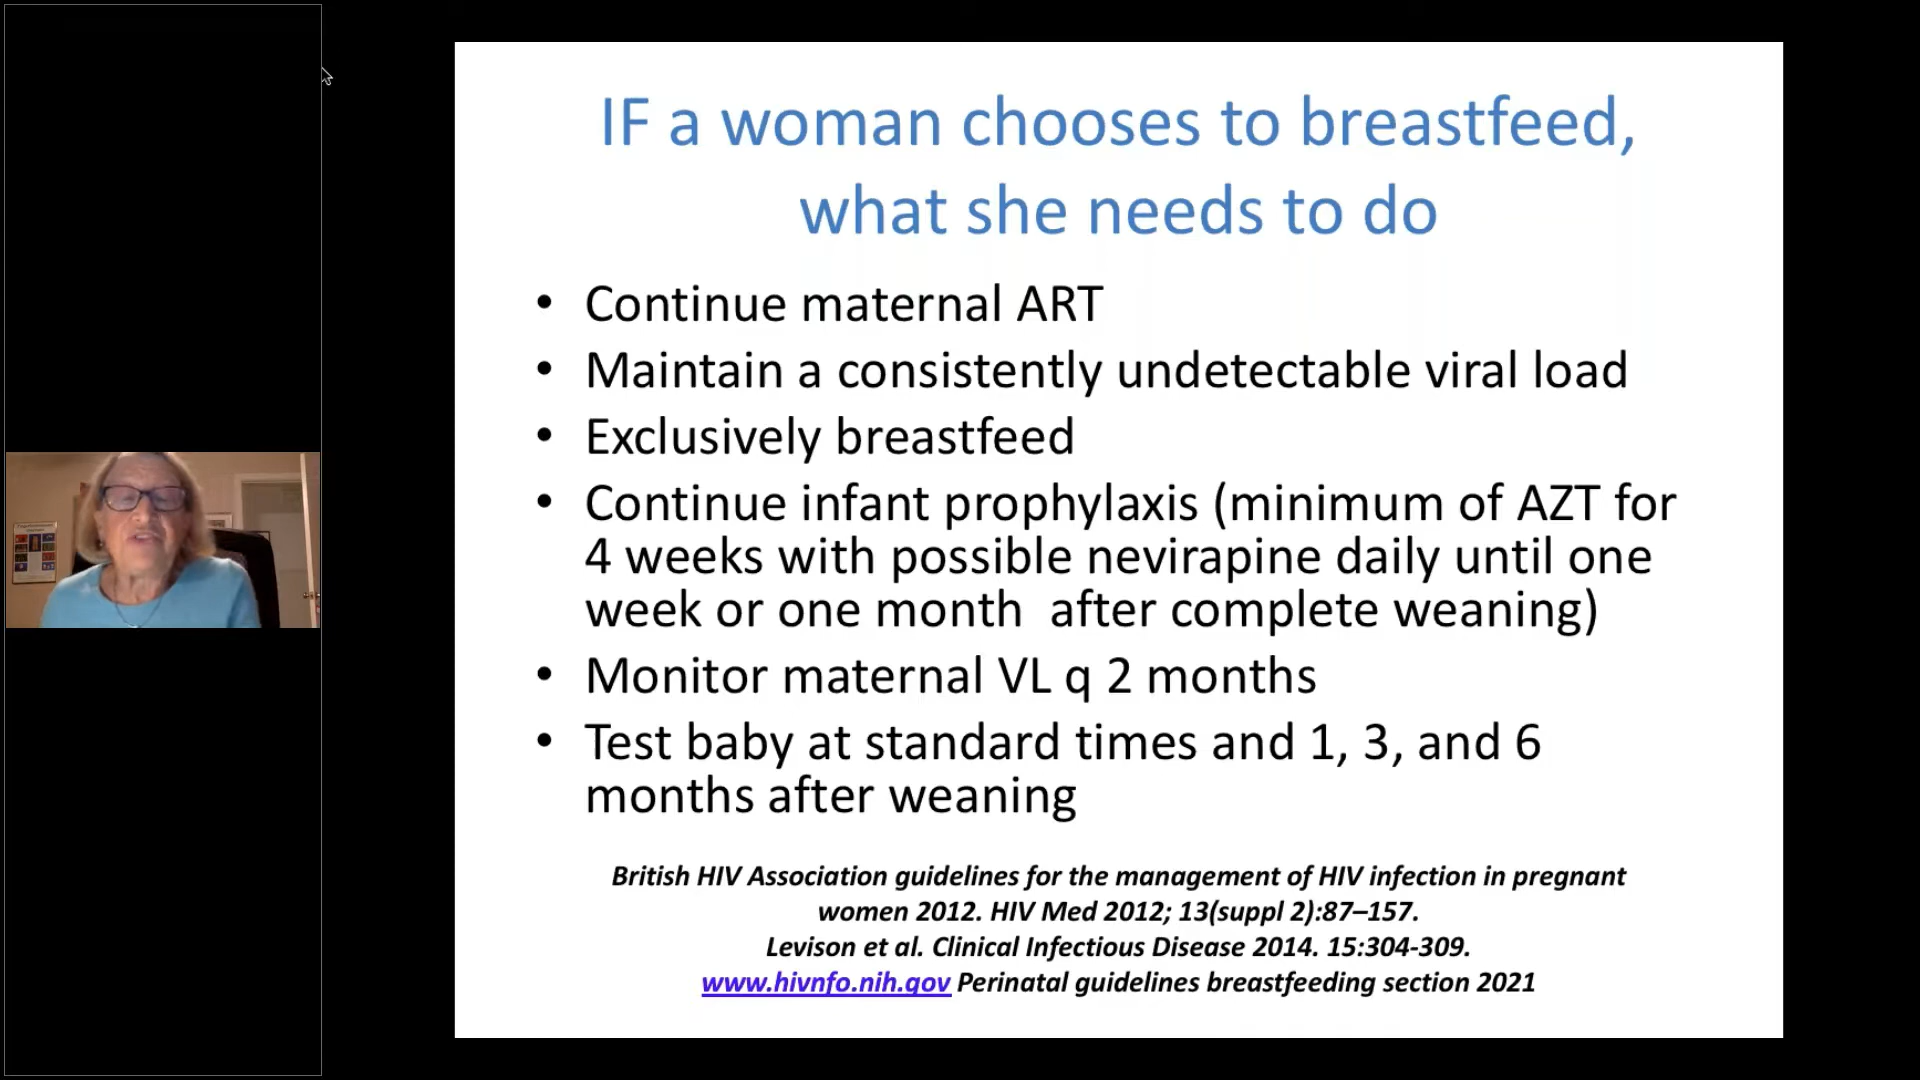 IF a woman chooses to breastfeed,
what she needs to do
• Continue maternal ART
• Maintain a consistently undetectable viral load
• Exclusively breastfeed
• Continue infant prophylaxis (minimum of AZT for
4 weeks with possible nevirapine daily until one
week or one month  after complete weaning)
• Monitor maternal VL q 2 months
• Test baby at standard times and 1, 3, and 6
months after weaning
British HIV Association guidelines for the management of HIV infection in pregnant
women 2012. HIV Med 2012; 13(suppl 2):87–157.
Levison et al. Clinical Infectious Disease 2014. 15:304-309.
www.hivnfo.nih.gov Perinatal guidelines breastfeeding section 2021